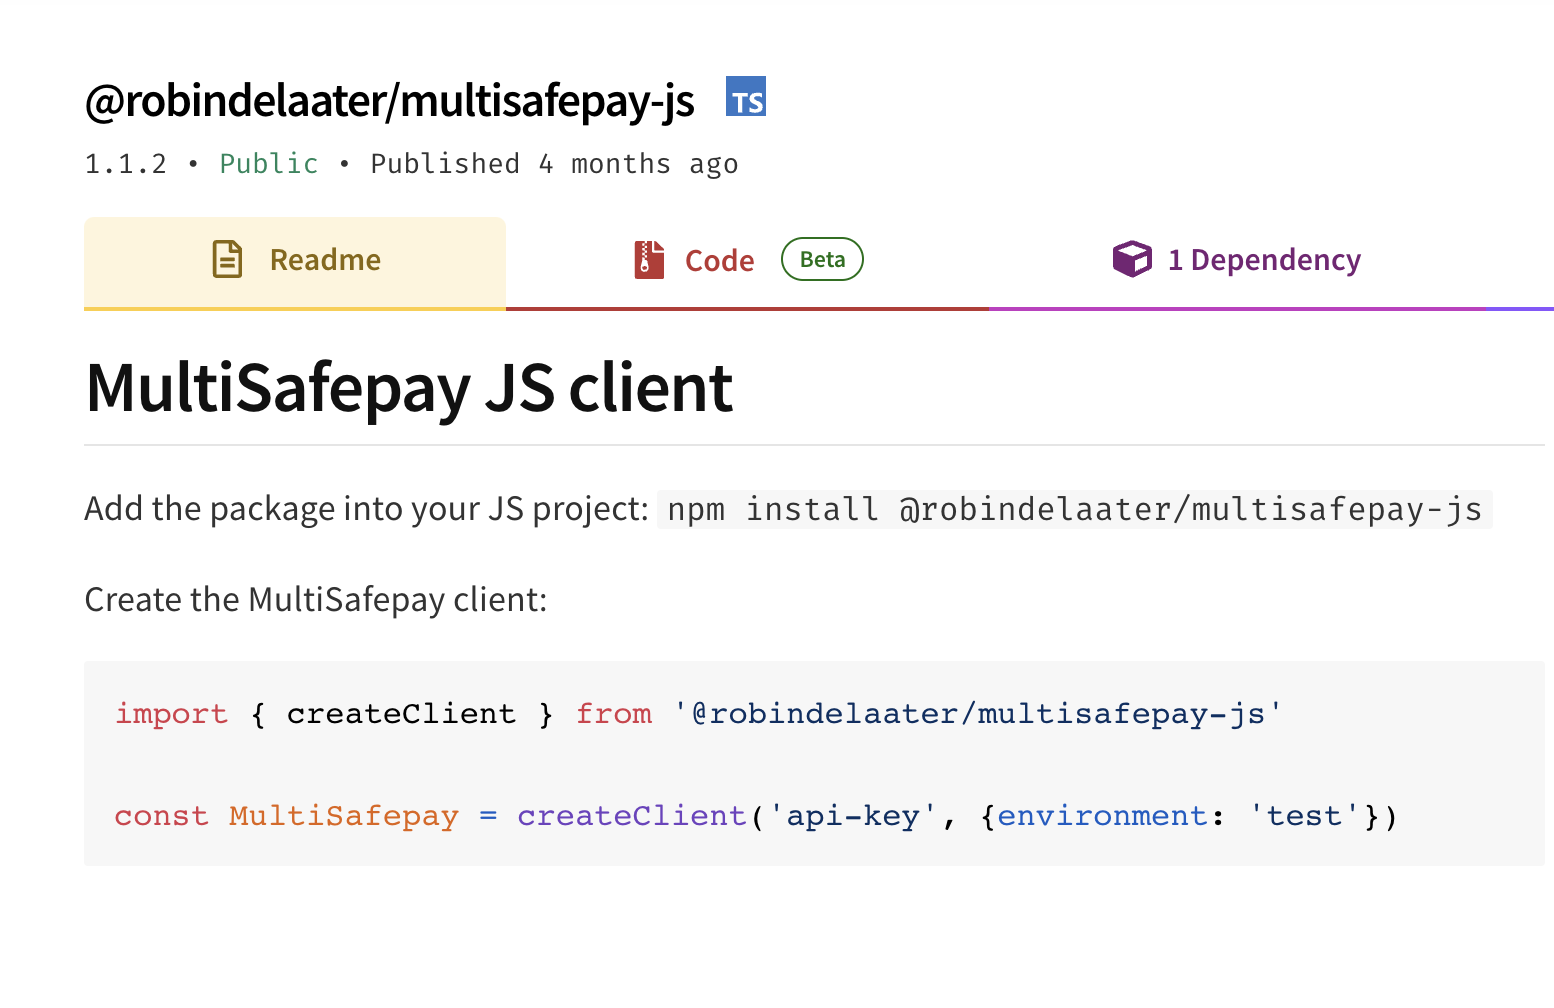 @robindelaater/multisafepay-js TS
1.1.2 • Public • Published 4 months ago
Readme Code Beta 1 Dependency
MultiSafepay JS client
Add the package into your JS project: npm install @robindelaater/multisafepay-js
Create the MultiSafepay client:
import { createClient } from '@robindelaater/multisafepay-js'
const MultiSafepay = createClient('api-key', {environment: 'test'})